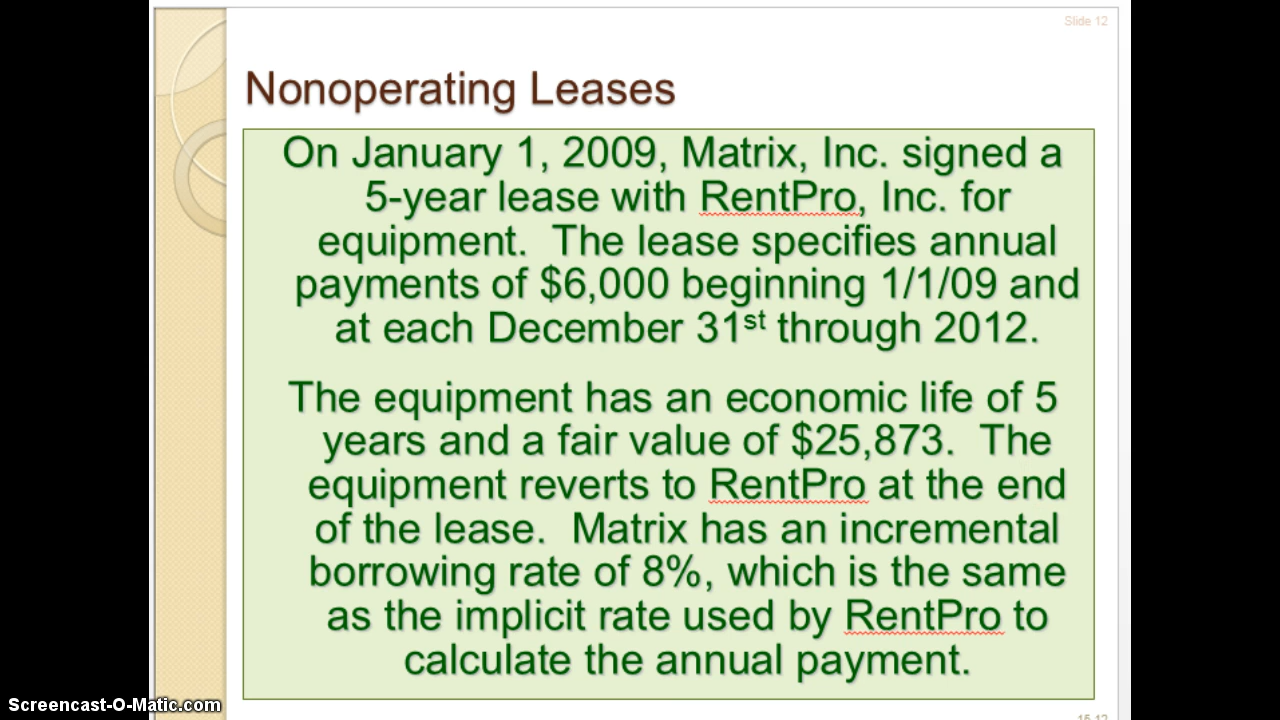 Slide 12
Nonoperating Leases
On January 1, 2009, Matrix, Inc. signed a
5-year lease with RentPro, Inc. for
equipment. The lease specifies annual
payments of $6,000 beginning 1/1/09 and
at each December 31st through 2012.
The equipment has an economic life of 5
years and a fair value of $25,873. The
equipment reverts to RentPro at the end
of the lease. Matrix has an incremental
borrowing rate of 8%, which is the same
as the implicit rate used by RentPro to
calculate the annual payment.
Screencast-O-Matic.com
15-12